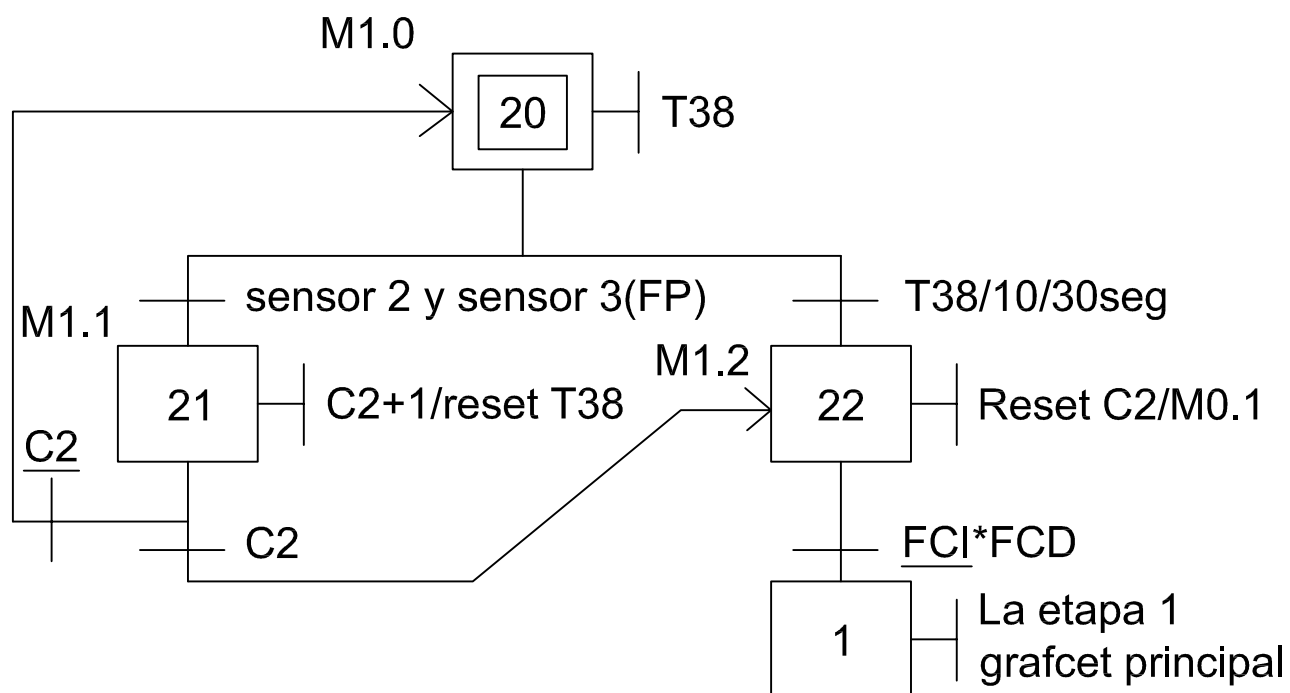 M1.0
20
T38
sensor 2 y sensor 3(FP)
T38/10/30seg
M1.1
M1.2
21
C2+1/reset T38
22
Reset C2/M0.1
C2
C2
FCI*FCD
1
La etapa 1
grafcet principal